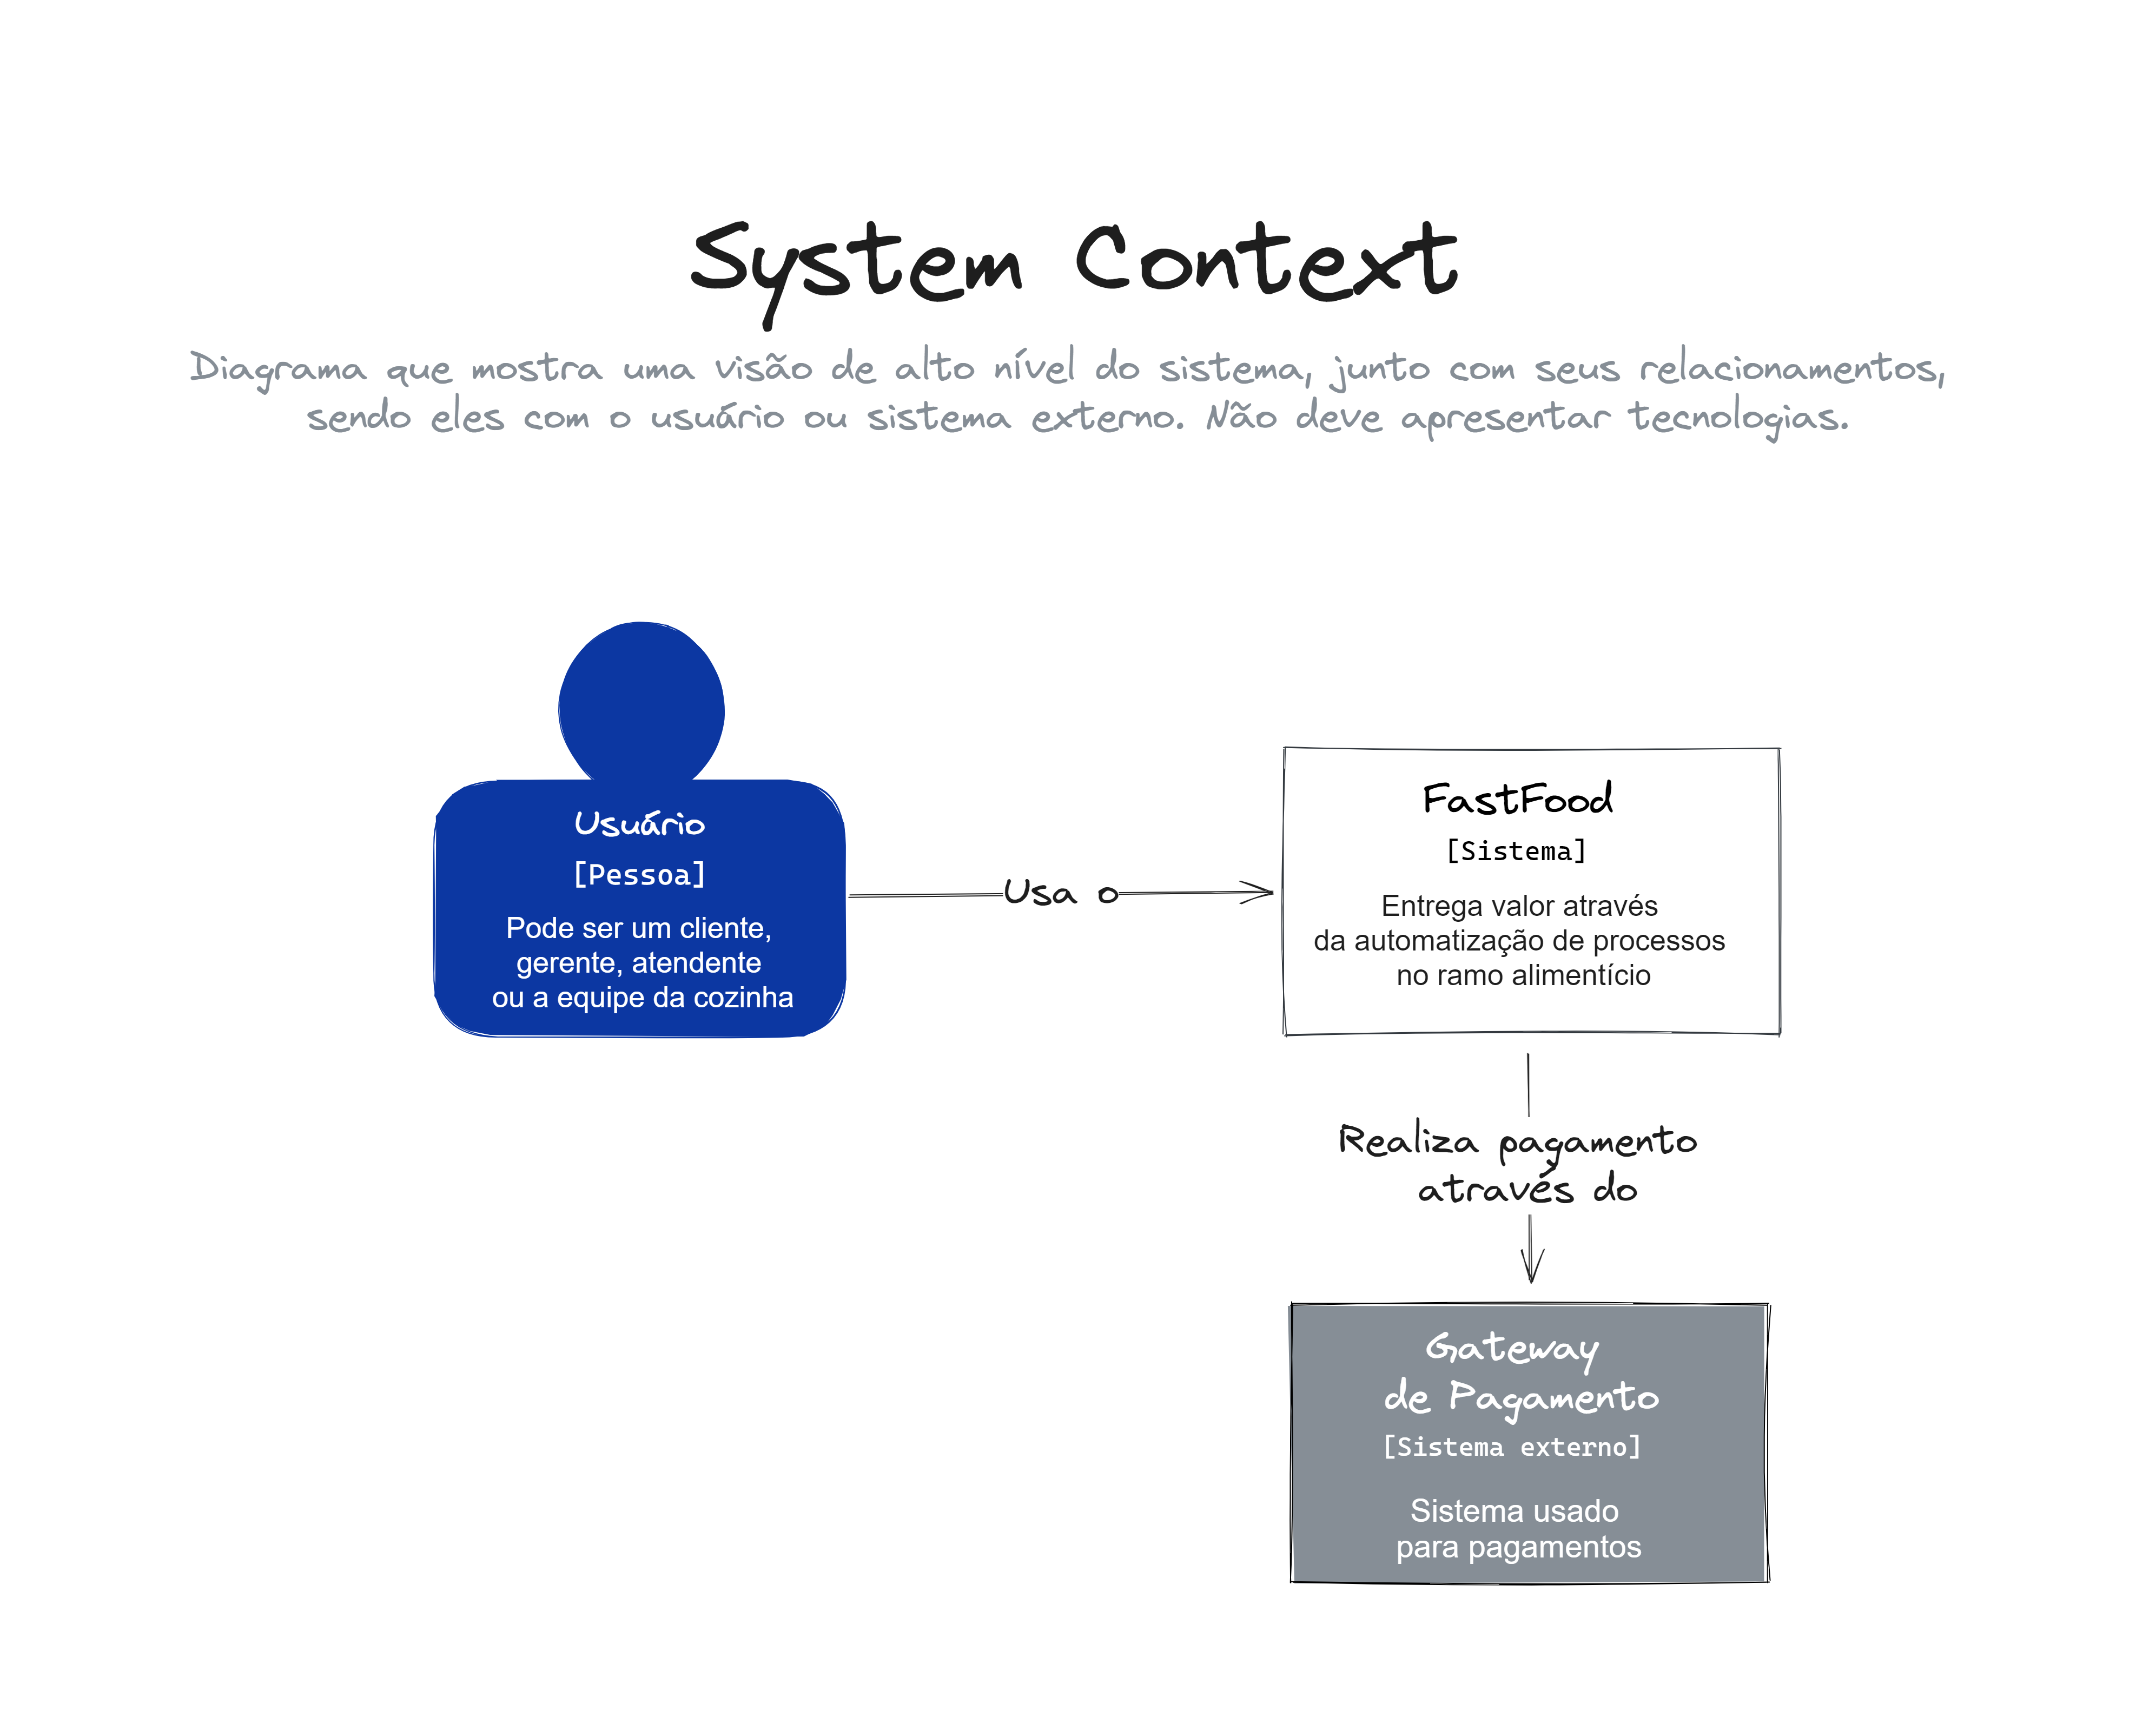 System Context
Diagrama que mostra uma visão de alto nível do sistema, junto com seus relacionamentos,
sendo eles com o usuário ou sistema externo. Não deve apresentar tecnologias.
Usuário
[Pessoa]
Pode ser um cliente,
gerente, atendente
ou a equipe da cozinha
Usa o
FastFood
[Sistema]
Entrega valor através
da automatização de processos
no ramo alimentício
Realiza pagamento
através do
Gateway
de Pagamento
[Sistema externo]
Sistema usado
para pagamentos